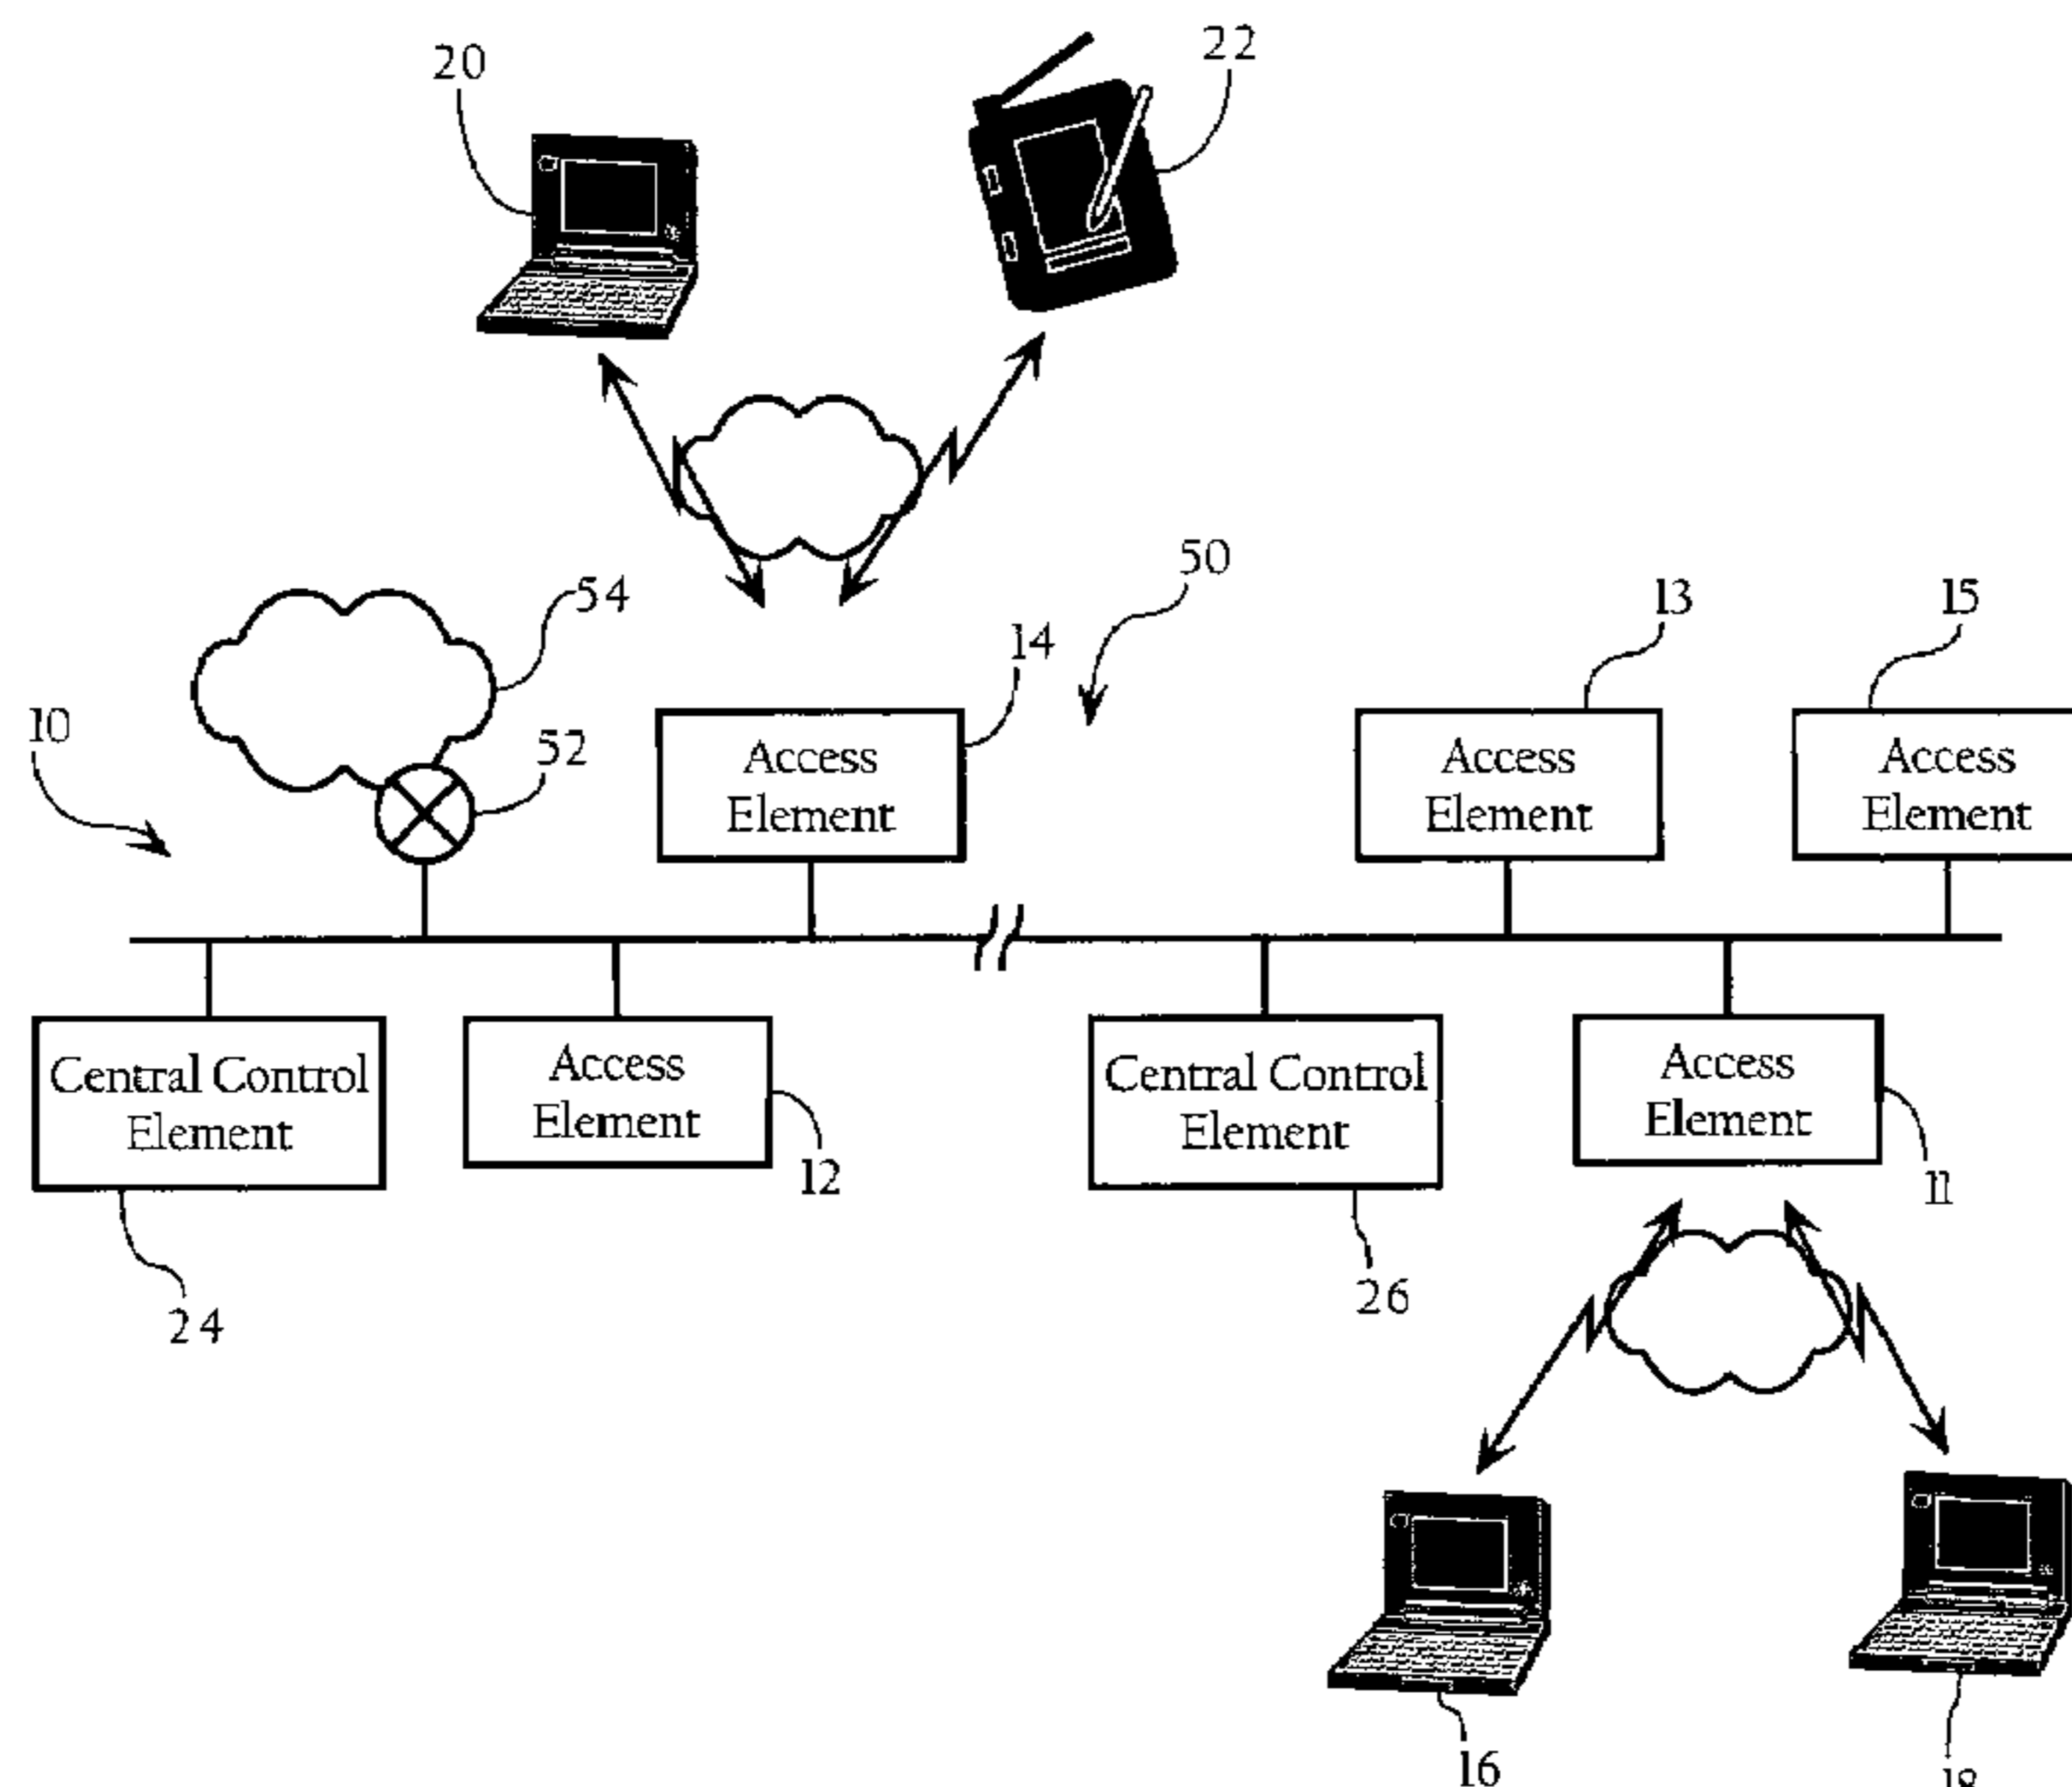 20
22
54
50
13
15
14
10
52
Access
Element
Access
Element
Access
Element
Central Control
Element
Access
Element
Central Control
Element
Access
Element
12
11
24
26
16
18